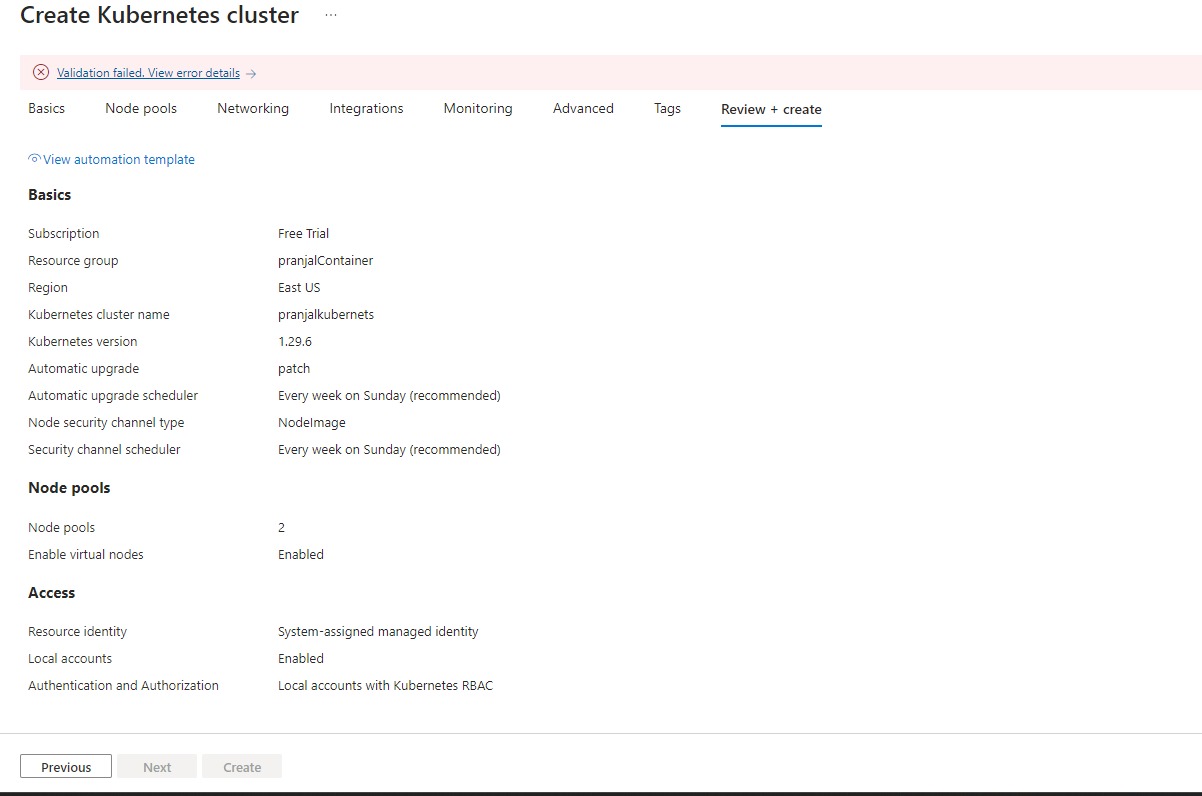 Create Kubernetes cluster ...
Validation failed. View error details →
Basics Node pools Networking Integrations Monitoring Advanced Tags Review + create
View automation template
Basics
Subscription Free Trial
Resource group pranjalContainer
Region East US
Kubernetes cluster name pranjalkubernets
Kubernetes version 1.29.6
Automatic upgrade patch
Automatic upgrade scheduler Every week on Sunday (recommended)
Node security channel type NodeImage
Security channel scheduler Every week on Sunday (recommended)
Node pools
Node pools 2
Enable virtual nodes Enabled
Access
Resource identity System-assigned managed identity
Local accounts Enabled
Authentication and Authorization Local accounts with Kubernetes RBAC
Previous Next Create